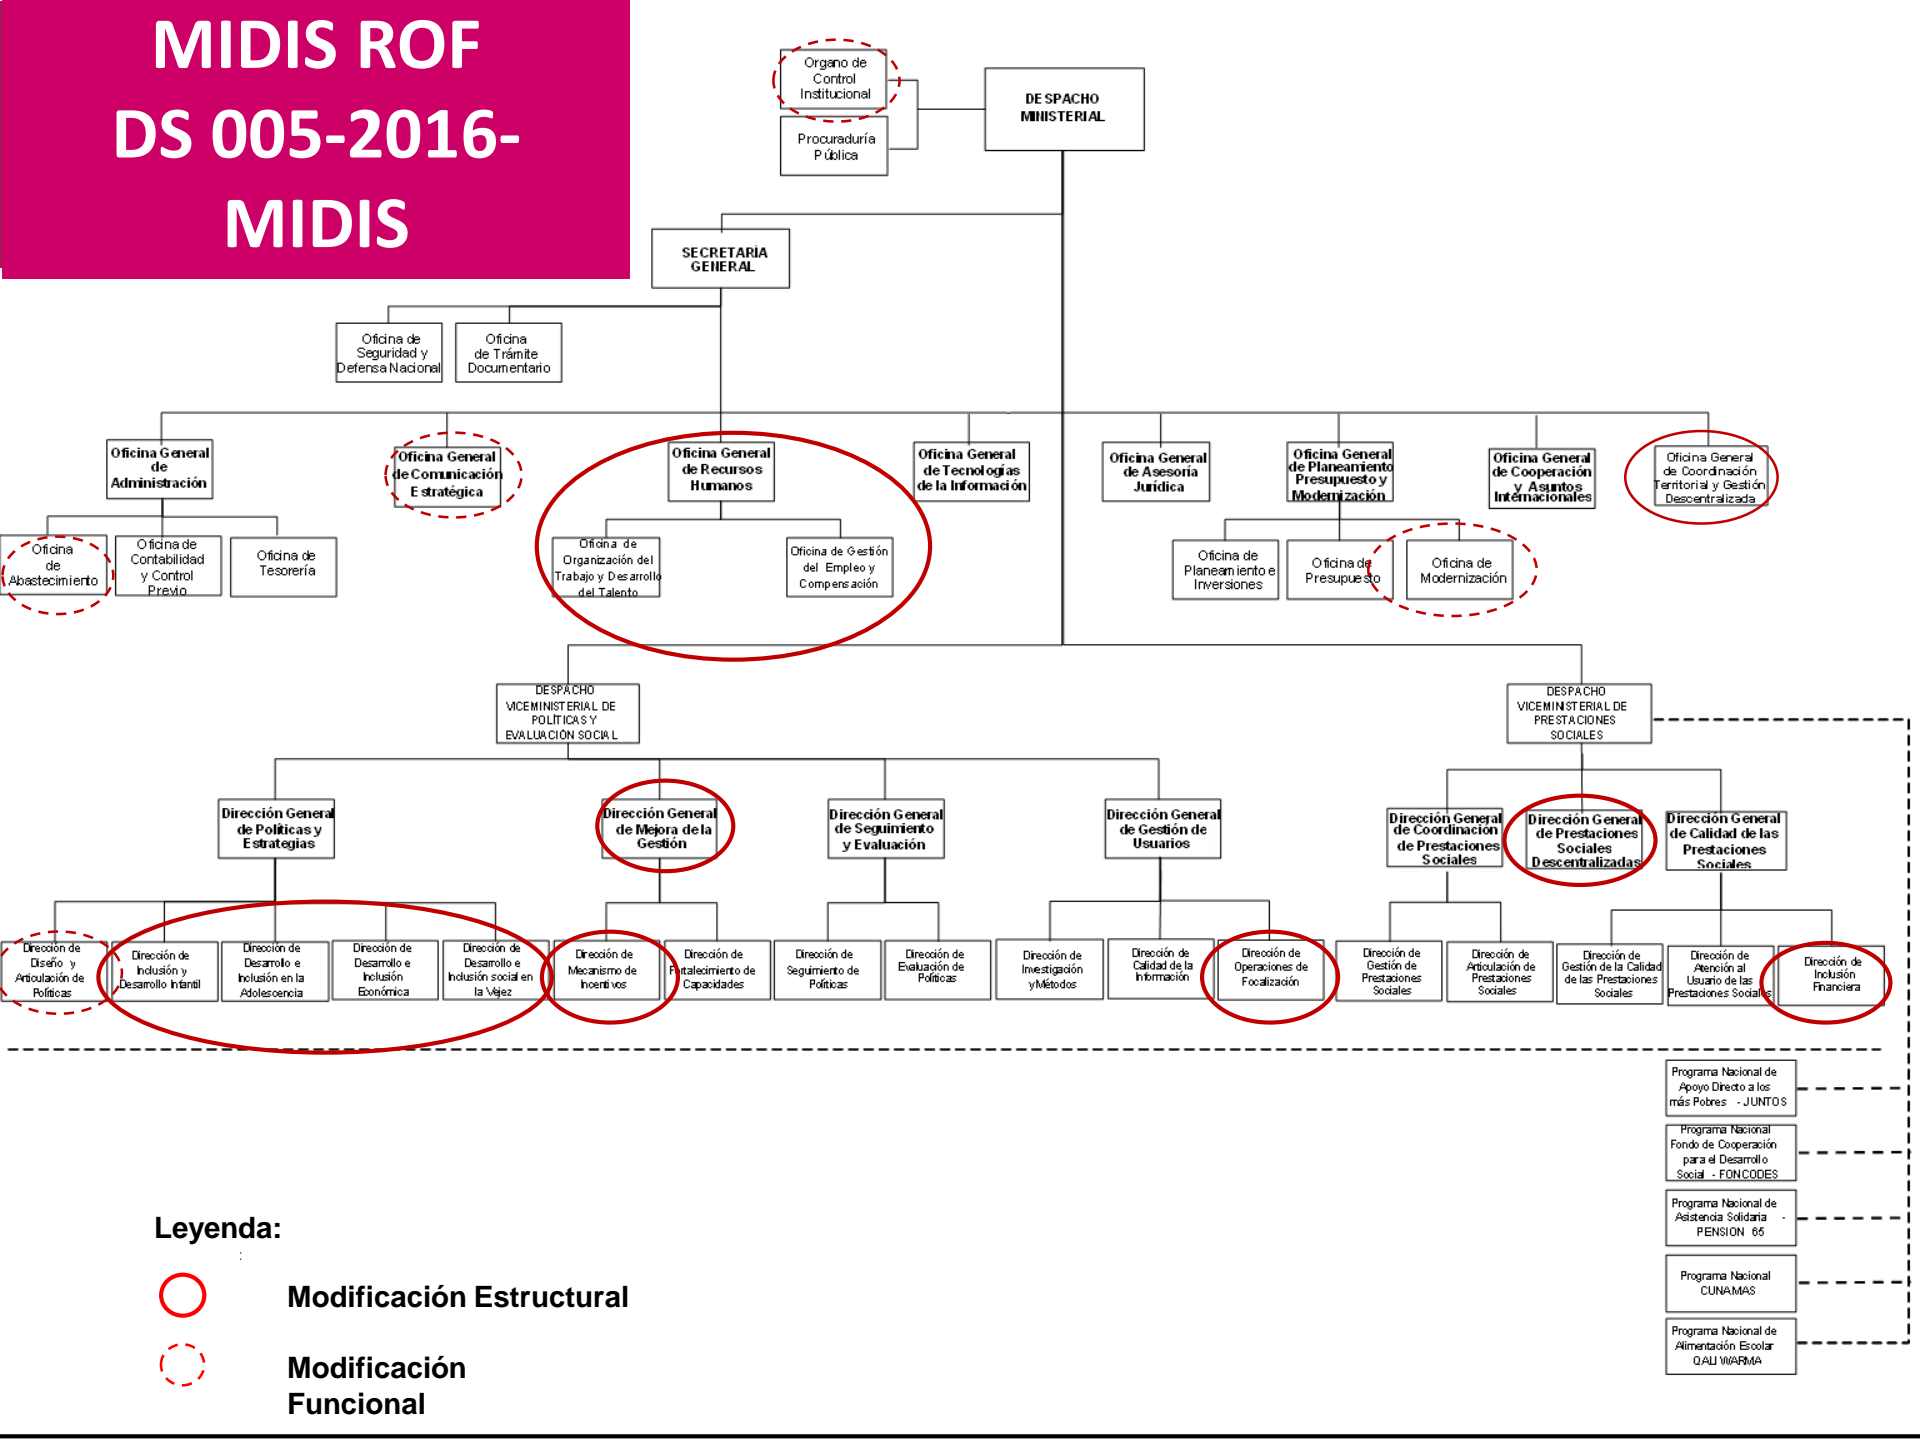 MIDIS ROF
DS 005-2016-
MIDIS
Organo de
Control
Institucional
Procuraduría
Pública
DESPACHO
MINISTERIAL
SECRETARÍA
GENERAL
Oficina de
Seguridad y
Defensa Nacional
Oficina
de Trámite
Documentario
Oficina General
de
Administración
Oficina General
de Comunicación
Estratégica
Oficina General
de Recursos
Humanos
Oficina General
de Tecnologías
de la Información
Oficina General
de Asesoría
Jurídica
Oficina General
de Planeamiento
Presupuesto y
Modernización
Oficina General
de Cooperación
y Asuntos
Internacionales
Oficina General
de Coordinación
Territorial y Gestión
Descentralizada
Oficina
de
Abastecimiento
Oficina de
Contabilidad
y Control
Previo
Oficina de
Tesorería
Oficina de
Organización del
Trabajo y Desarrollo
del Talento
Oficina de Gestión
del Empleo y
Compensación
Oficina de
Planeamiento e
Inversiones
Oficina de
Presupuesto
Oficina de
Modernización
DESPACHO
VICEMINISTERIAL DE
POLÍTICAS Y
EVALUACIÓN SOCIAL
DESPACHO
VICEMINISTERIAL DE
PRESTACIONES
SOCIALES
Dirección General
de Políticas y
Estrategias
Dirección General
de Mejora de la
Gestión
Dirección General
de Seguimiento
y Evaluación
Dirección General
de Gestión de
Usuarios
Dirección General
de Coordinación
de Prestaciones
Sociales
Dirección General
de Prestaciones
Sociales
Descentralizadas
Dirección General
de Calidad de las
Prestaciones
Sociales
Dirección de
Diseño y
Articulación de
Políticas
Dirección de
Inclusión y
Desarrollo Infantil
Dirección de
Desarrollo e
Inclusión en la
Adolescencia
Dirección de
Desarrollo e
Inclusión
Económica
Dirección de
Desarrollo e
Inclusión social en
la Vejez
Dirección de
Mecanismo de
Incentivos
Dirección de
Fortalecimiento de
Capacidades
Dirección de
Seguimiento de
Políticas
Dirección de
Evaluación de
Políticas
Dirección de
Investigación
y Métodos
Dirección de
Calidad de la
Información
Dirección de
Operaciones de
Focalización
Dirección de
Gestión de
Prestaciones
Sociales
Dirección de
Articulación de
Prestaciones
Sociales
Dirección de
Gestión de la Calidad
de las Prestaciones
Sociales
Dirección de
Atención al
Usuario de las
Prestaciones Sociales
Dirección de
Inclusión
Financiera
Programa Nacional de
Apoyo Directo a los
más Pobres - JUNTOS
Programa Nacional
Fondo de Cooperación
para el Desarrollo
Social - FONCODES
Programa Nacional de
Asistencia Solidaria -
PENSION 65
Programa Nacional
CUNAMAS
Programa Nacional de
Alimentación Escolar
QALI WARMA
Leyenda:
:
Modificación Estructural
Modificación
Funcional